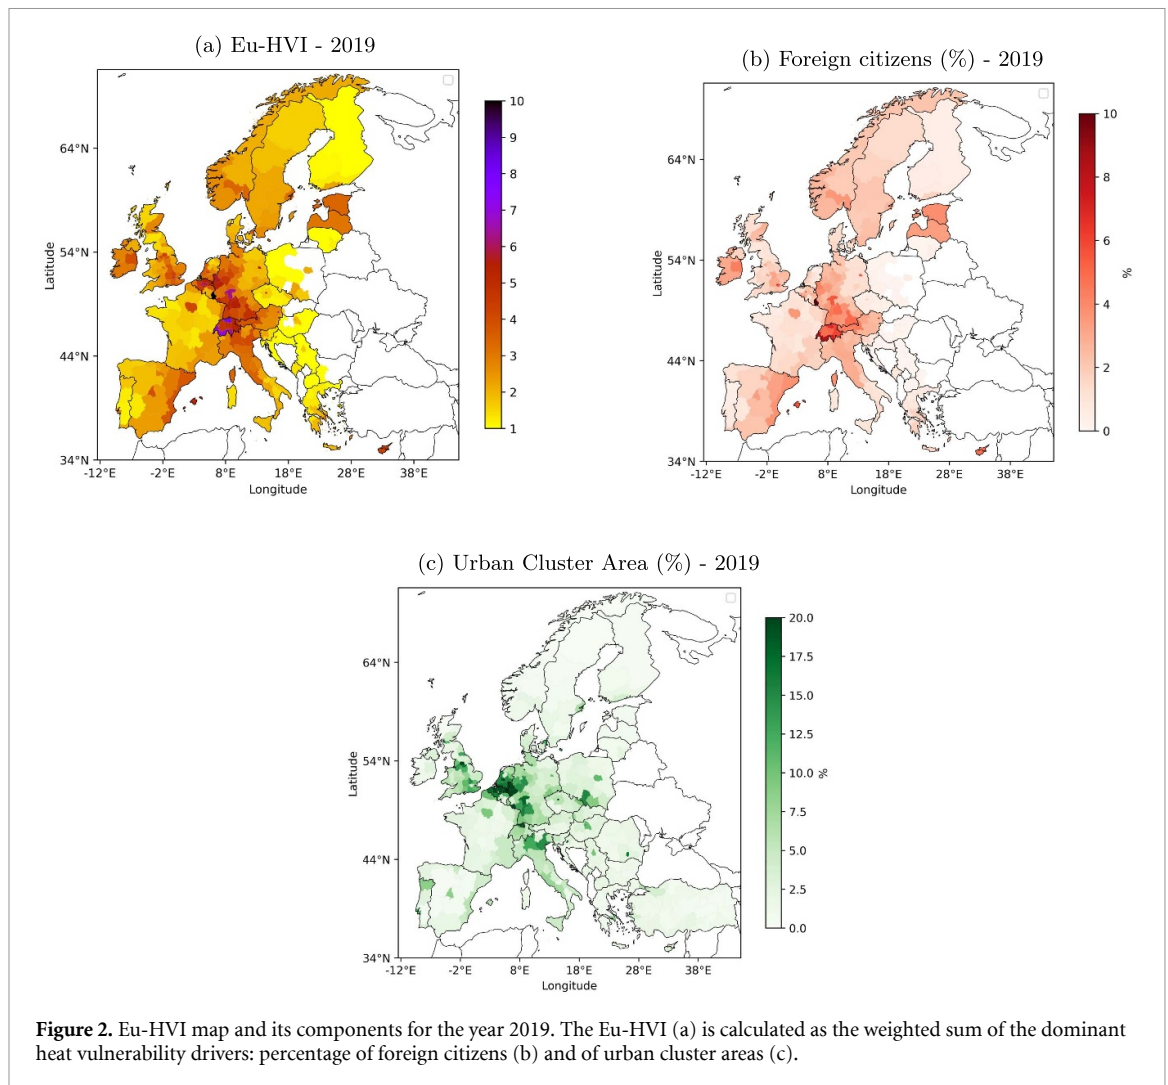 (a) Eu-HVI - 2019
64°N
54°N
44°N
34°N
Latitude
-12°E -2°E 8°E 18°E 28°E 38°E
Longitude
10
9
8
7
6
5
4
3
2
1
(b) Foreign citizens (%) - 2019
64°N
54°N
44°N
34°N
Latitude
-12°E -2°E 8°E 18°E 28°E 38°E
Longitude
10
8
6
4
2
0
%
(c) Urban Cluster Area (%) - 2019
64°N
54°N
44°N
34°N
Latitude
-12°E -2°E 8°E 18°E 28°E 38°E
Longitude
20.0
17.5
15.0
12.5
10.0
7.5
5.0
2.5
0.0
%
Figure 2. Eu-HVI map and its components for the year 2019. The Eu-HVI (a) is calculated as the weighted sum of the dominant
heat vulnerability drivers: percentage of foreign citizens (b) and of urban cluster areas (c).